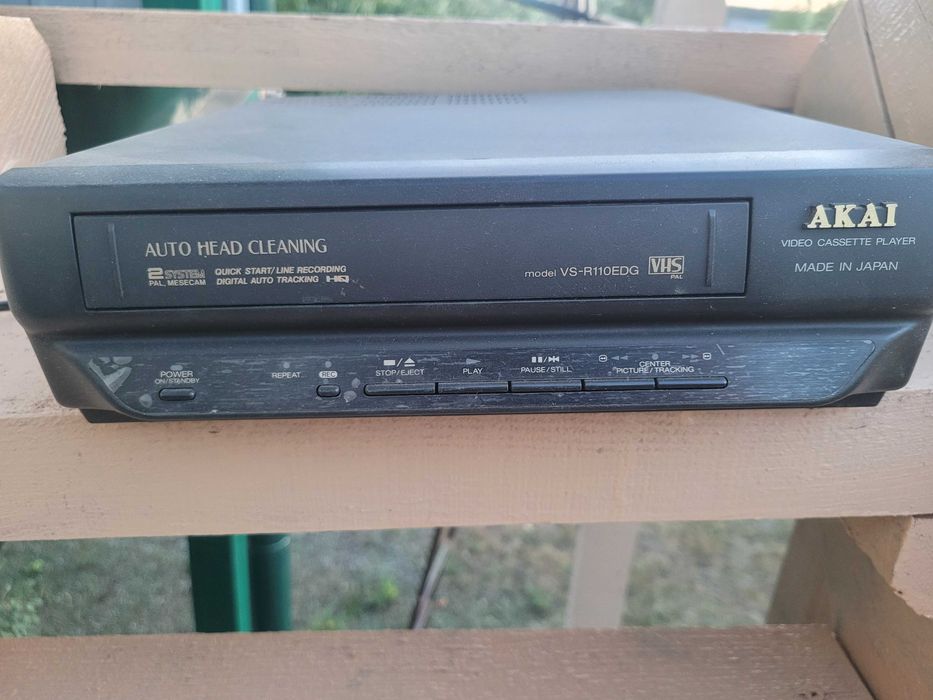 AKAI
VIDEO CASSETTE PLAYER
MADE IN JAPAN
AUTO HEAD CLEANING
2 SYSTEM
PAL, MESECAM
QUICK START/LINE RECORDING
DIGITAL AUTO TRACKING HQ
model VS-R110EDG
VHS
PAL
POWER
ON/STANDBY
REPEAT
REC
STOP/EJECT
PLAY
PAUSE/STILL
CENTER
PICTURE/TRACKING